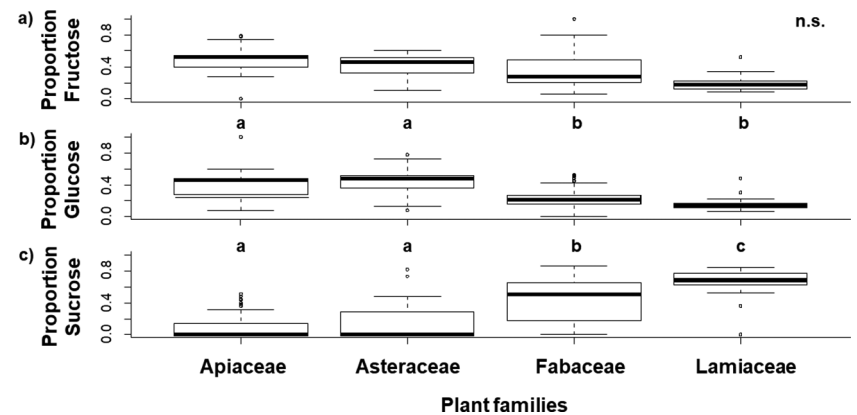 a)
Proportion
Fructose
0.0 0.4 0.8
n.s.
b)
Proportion
Glucose
0.0 0.4 0.8
a a b b
c)
Proportion
Sucrose
0.0 0.4 0.8
a a b c
Apiaceae Asteraceae Fabaceae Lamiaceae
Plant families